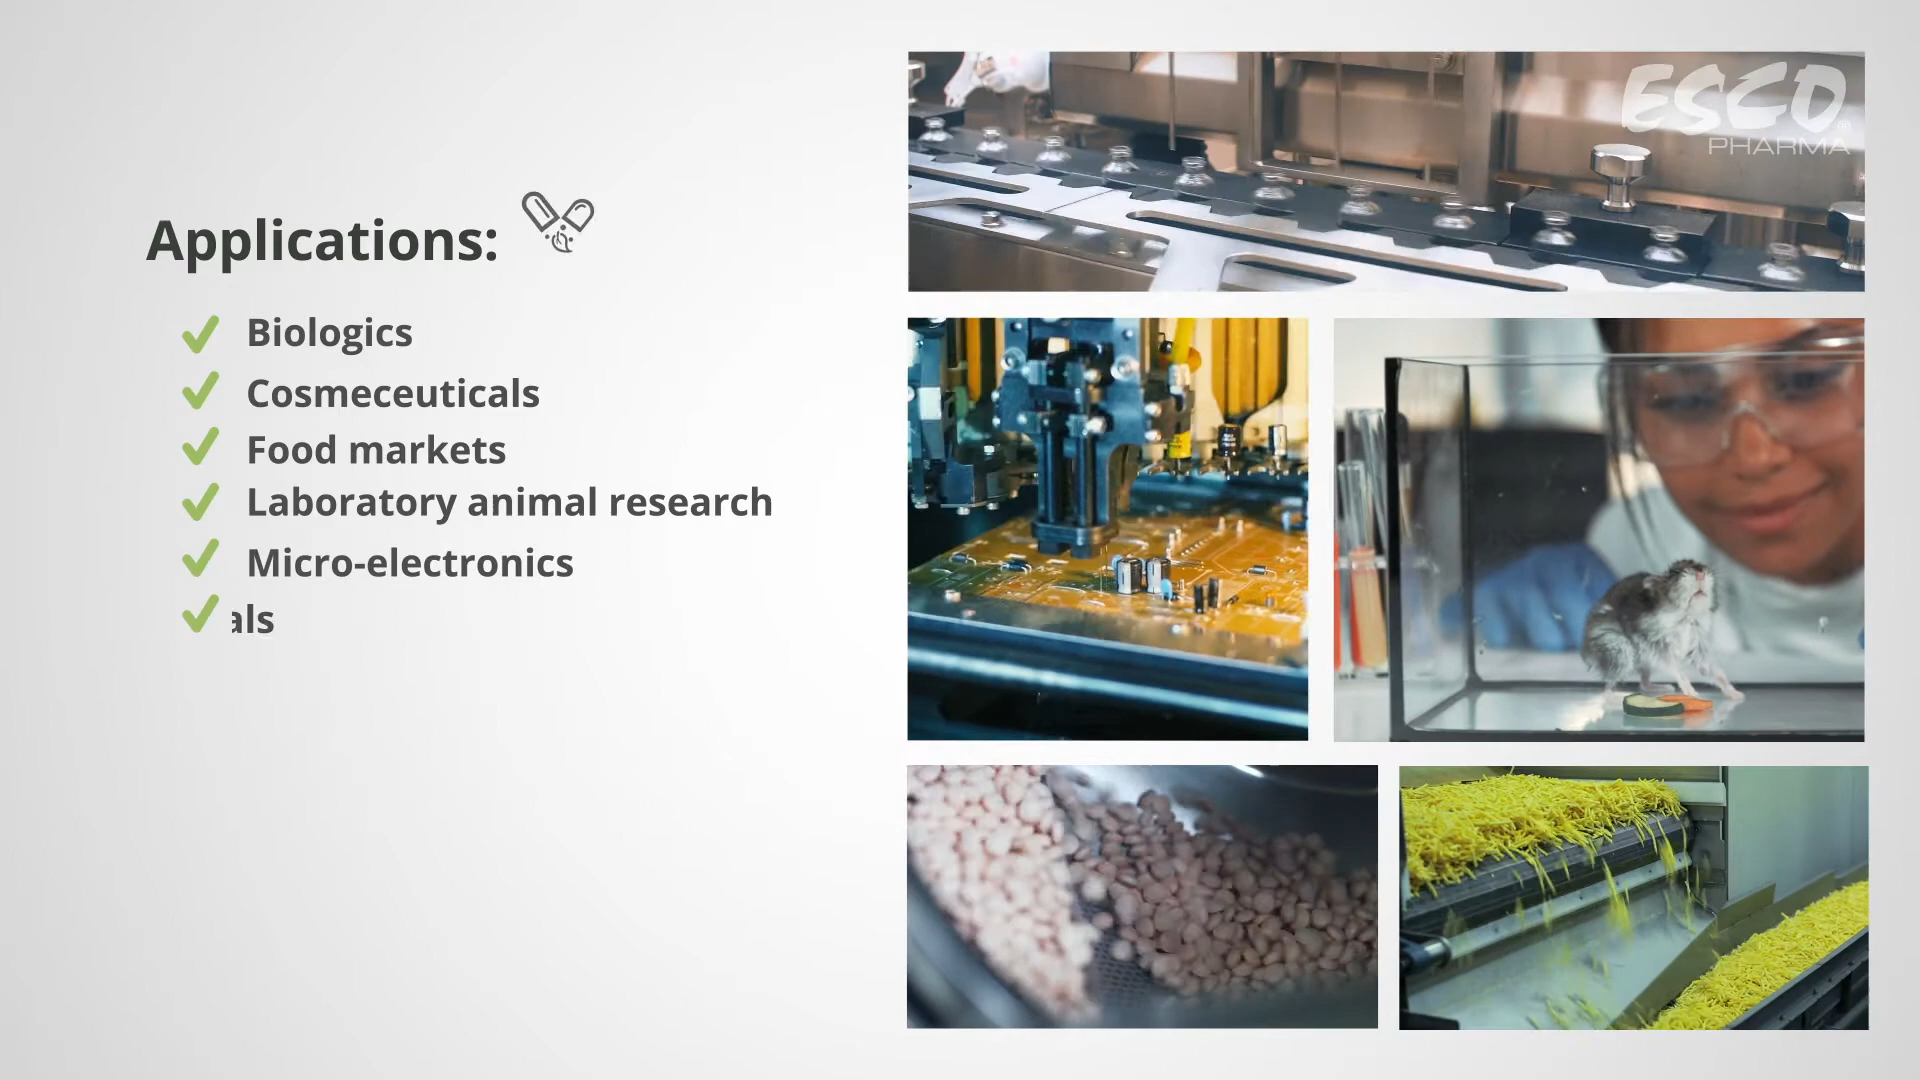 Applications:
Biologics
Cosmeceuticals
Food markets
Laboratory animal research
Micro-electronics
als
ESCO
PHARMA